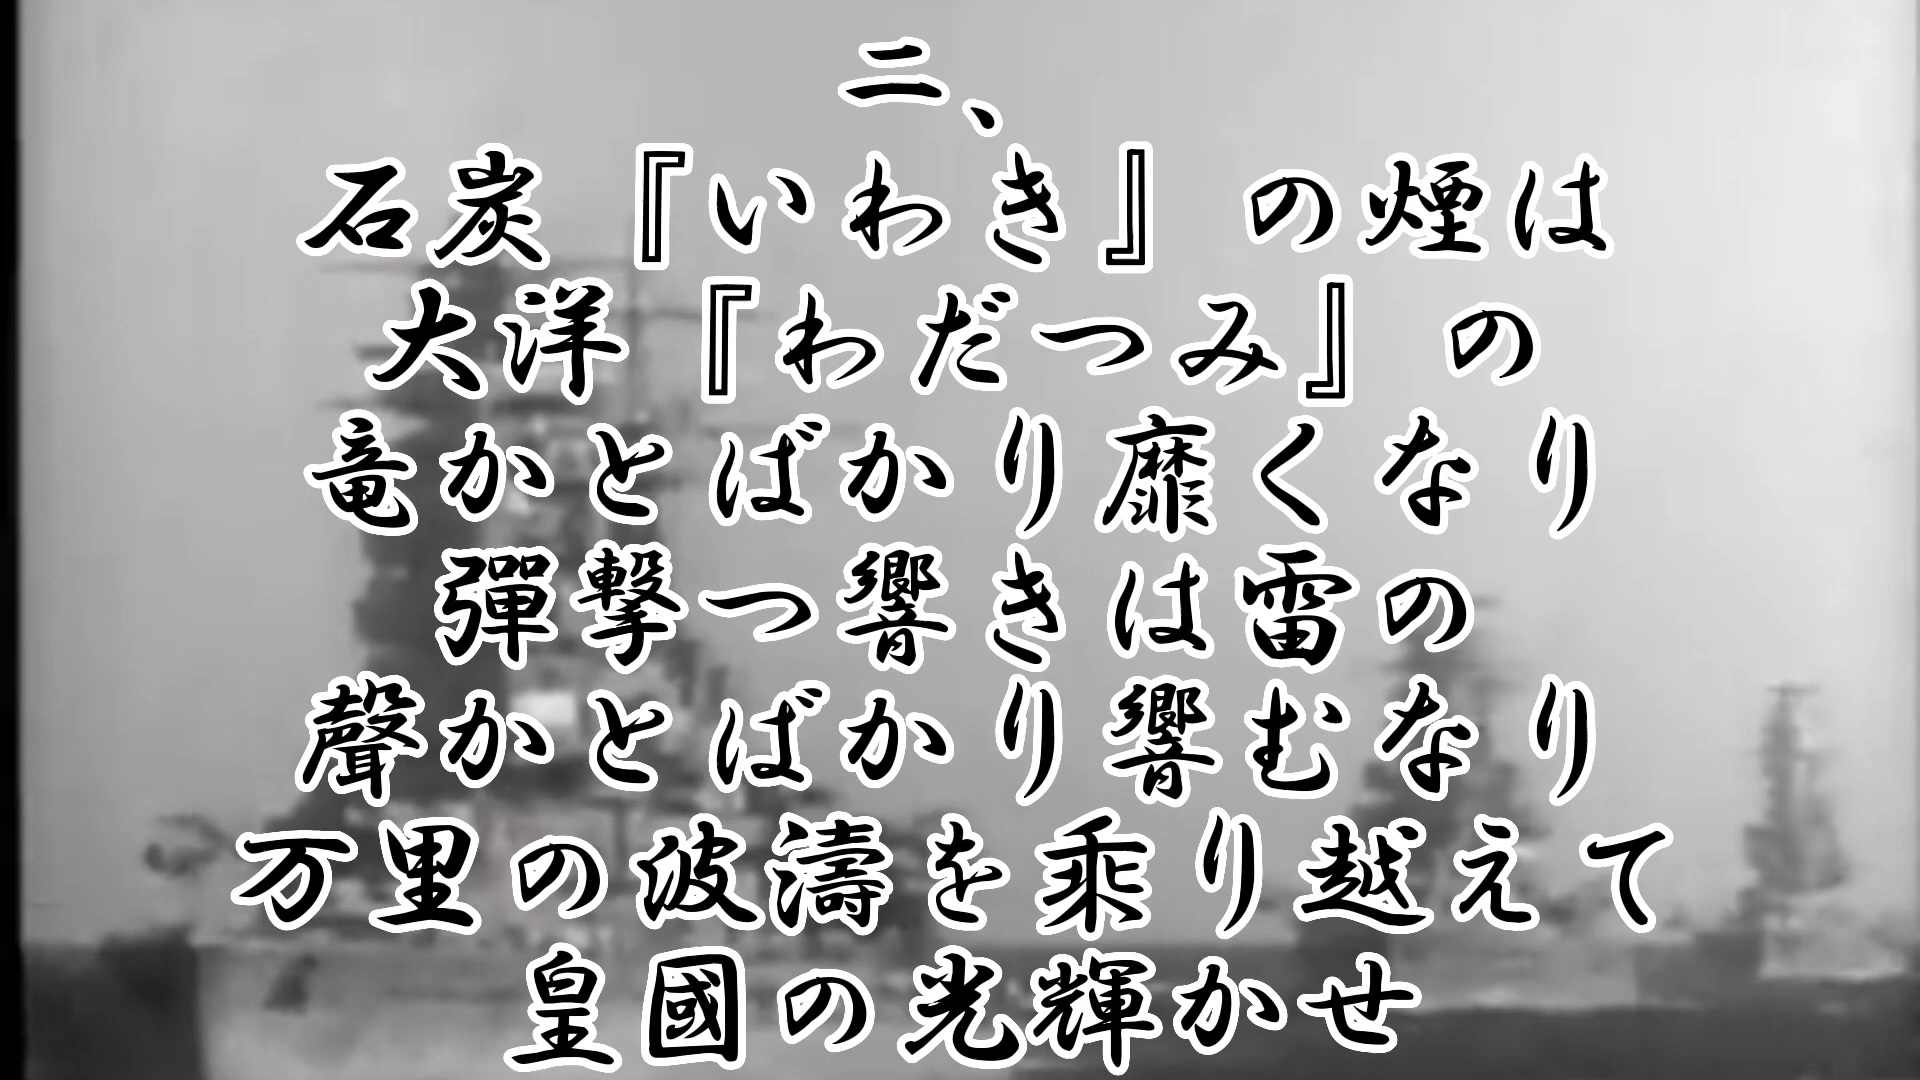 二、
石炭『いわき』の煙は
大洋『わだつみ』の
竜かとばかり靡くなり
彈撃つ響きは雷の
聲かとばかり響むなり
万里の波濤を乗り越えて
皇國の光輝かせ